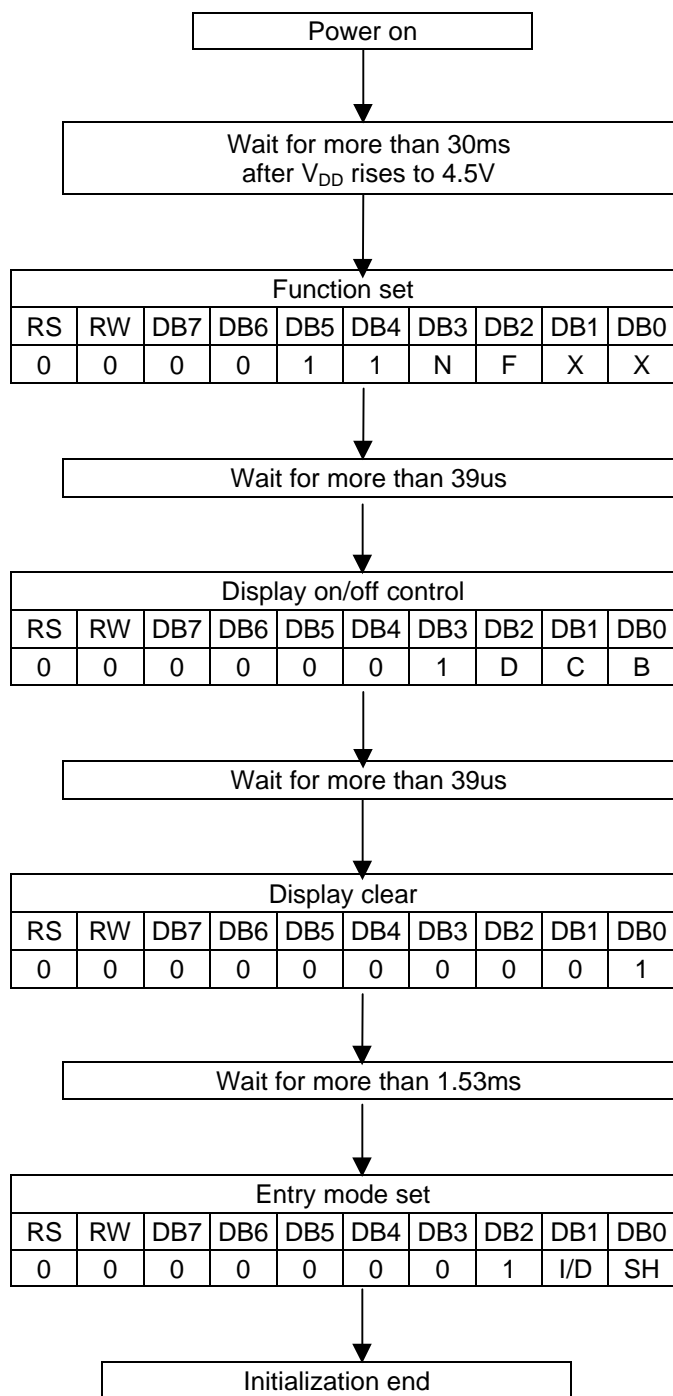 Power on
Wait for more than 30ms
after VDD rises to 4.5V
Function set
RS RW DB7 DB6 DB5 DB4 DB3 DB2 DB1 DB0
0 0 0 0 1 1 N F X X
Wait for more than 39us
Display on/off control
RS RW DB7 DB6 DB5 DB4 DB3 DB2 DB1 DB0
0 0 0 0 0 0 1 D C B
Wait for more than 39us
Display clear
RS RW DB7 DB6 DB5 DB4 DB3 DB2 DB1 DB0
0 0 0 0 0 0 0 0 0 1
Wait for more than 1.53ms
Entry mode set
RS RW DB7 DB6 DB5 DB4 DB3 DB2 DB1 DB0
0 0 0 0 0 0 0 1 I/D SH
Initialization end